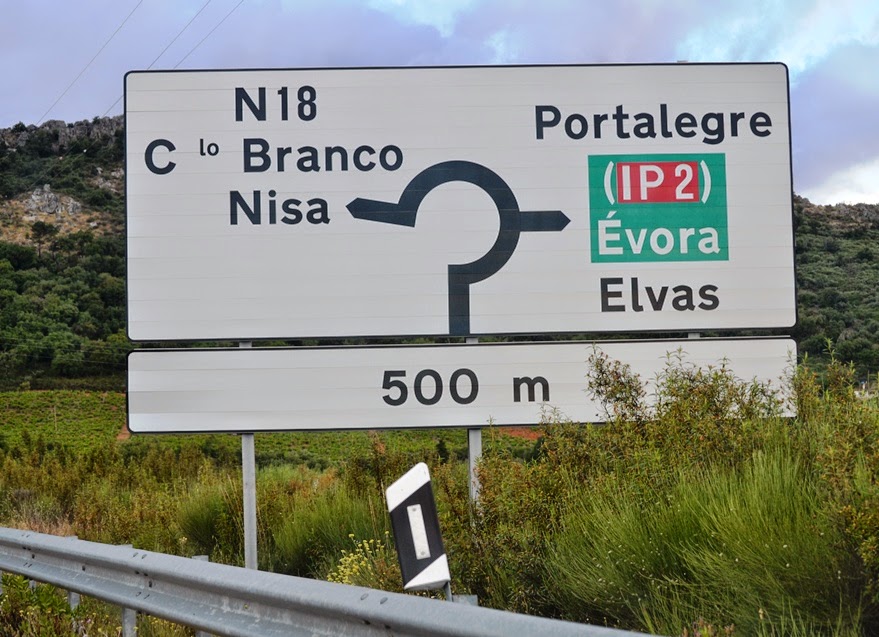 N18
C lo Branco
Nisa
Portalegre
(IP 2)
Évora
Elvas
500 m